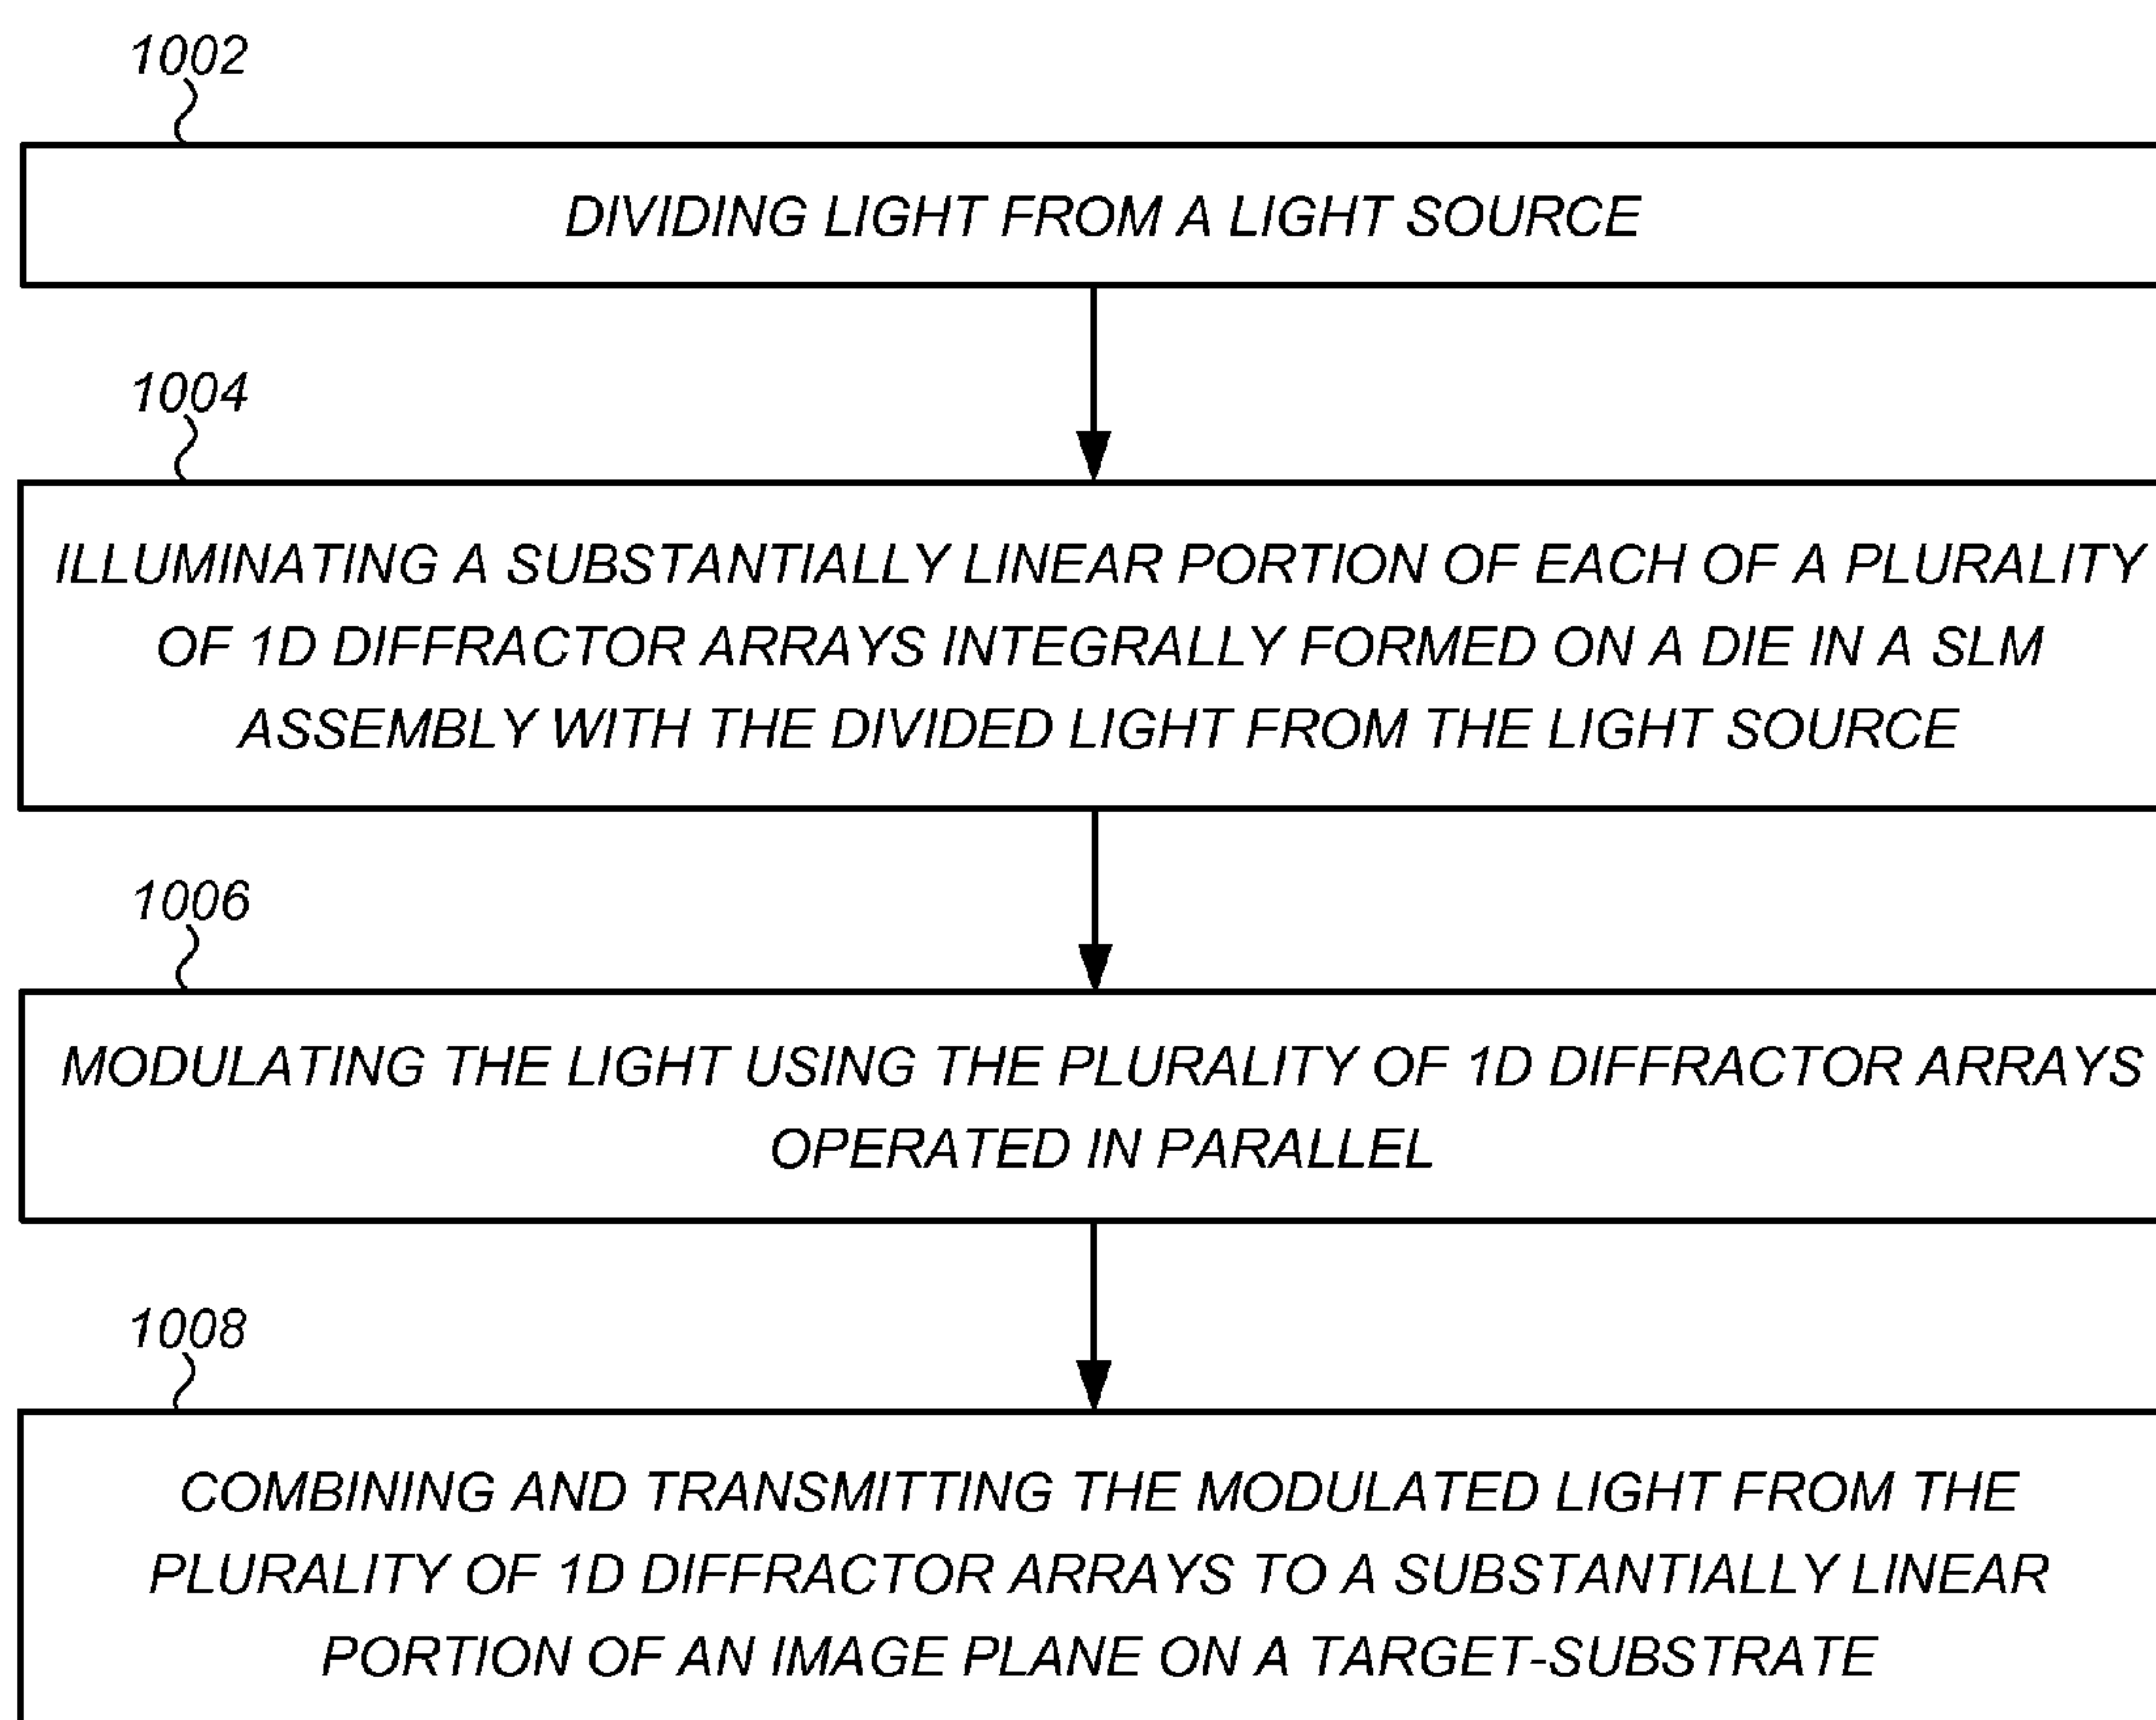 1002
DIVIDING LIGHT FROM A LIGHT SOURCE
1004
ILLUMINATING A SUBSTANTIALLY LINEAR PORTION OF EACH OF A PLURALITY
OF 1D DIFFRACTOR ARRAYS INTEGRALLY FORMED ON A DIE IN A SLM
ASSEMBLY WITH THE DIVIDED LIGHT FROM THE LIGHT SOURCE
1006
MODULATING THE LIGHT USING THE PLURALITY OF 1D DIFFRACTOR ARRAYS
OPERATED IN PARALLEL
1008
COMBINING AND TRANSMITTING THE MODULATED LIGHT FROM THE
PLURALITY OF 1D DIFFRACTOR ARRAYS TO A SUBSTANTIALLY LINEAR
PORTION OF AN IMAGE PLANE ON A TARGET-SUBSTRATE